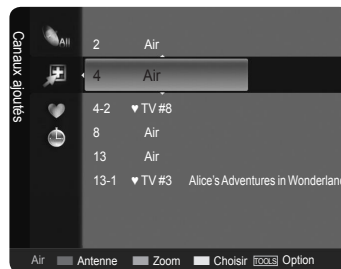 Canaux ajoutés
All
2 Air
4 Air
4-2 ♥ TV #8
8 Air
13 Air
13-1 ♥ TV #3 Alice's Adventures in Wonderlan
Air Antenne Zoom Choisir TOOLS Option